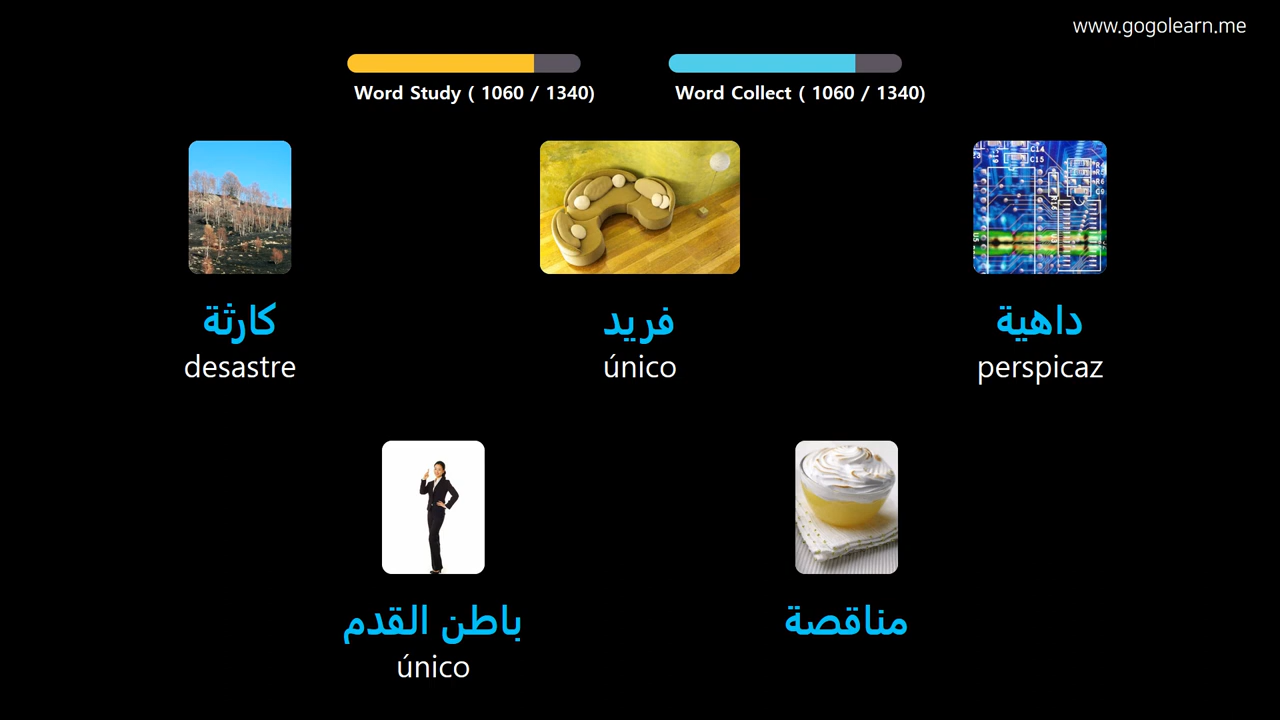 www.gogolearn.me
Word Study ( 1060 / 1340)
Word Collect ( 1060 / 1340)
كارثة
desastre
فريد
único
داهية
perspicaz
باطن القدم
único
مناقصة